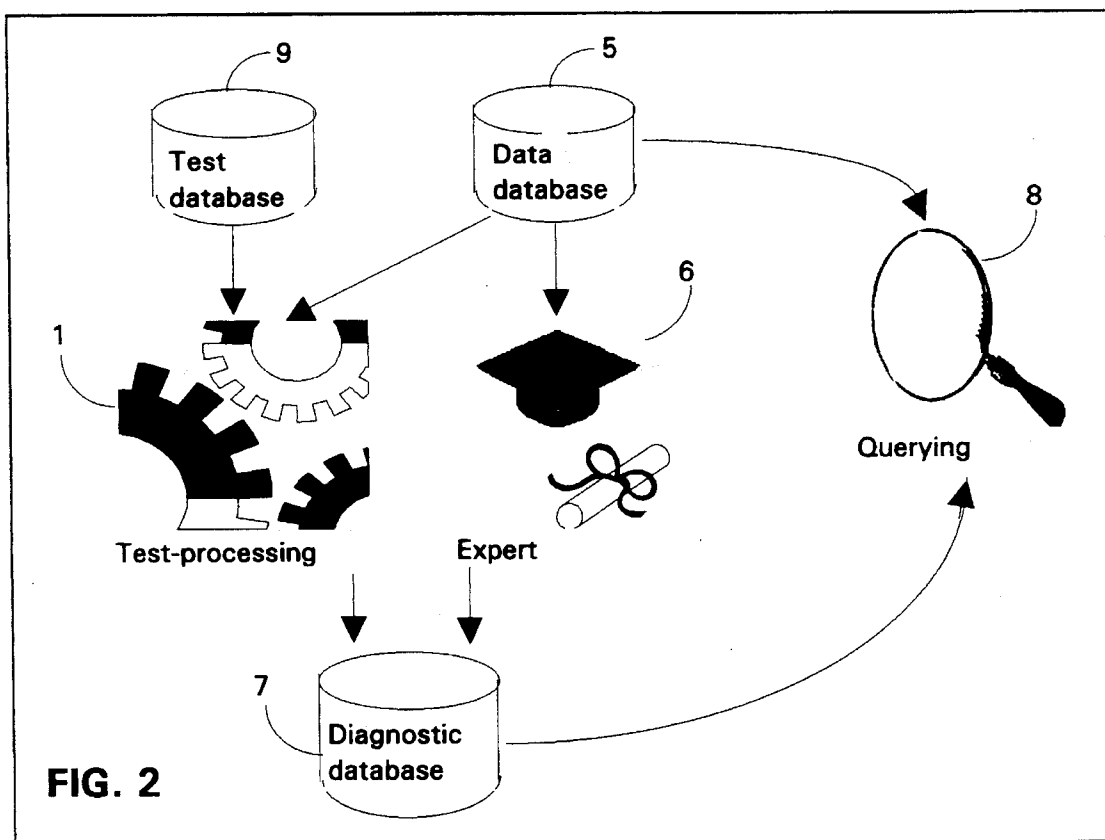 9
5
Test
database
Data
database
8
6
1
Querying
Test-processing
Expert
7
Diagnostic
database
FIG. 2